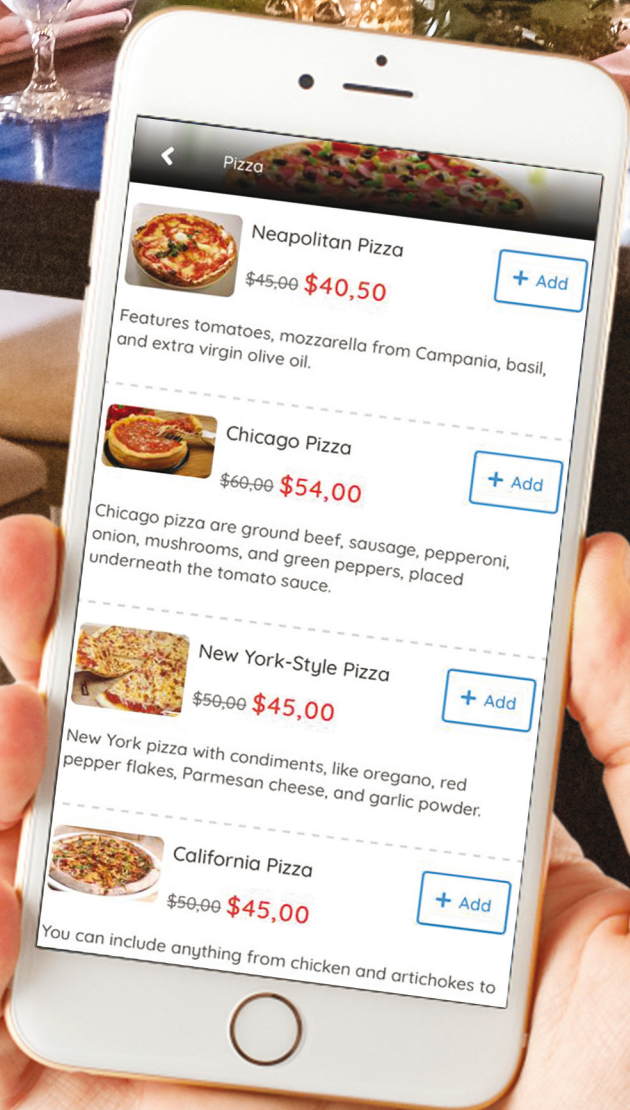 Pizza
Neapolitan Pizza
$45,00 $40,50
+ Add
Features tomatoes, mozzarella from Campania, basil,
and extra virgin olive oil.
Chicago Pizza
$60,00 $54,00
+ Add
Chicago pizza are ground beef, sausage, pepperoni,
onion, mushrooms, and green peppers, placed
underneath the tomato sauce.
New York-Style Pizza
$50,00 $45,00
+ Add
New York pizza with condiments, like oregano, red
pepper flakes, Parmesan cheese, and garlic powder.
California Pizza
$50,00 $45,00
+ Add
You can include anything from chicken and artichokes to